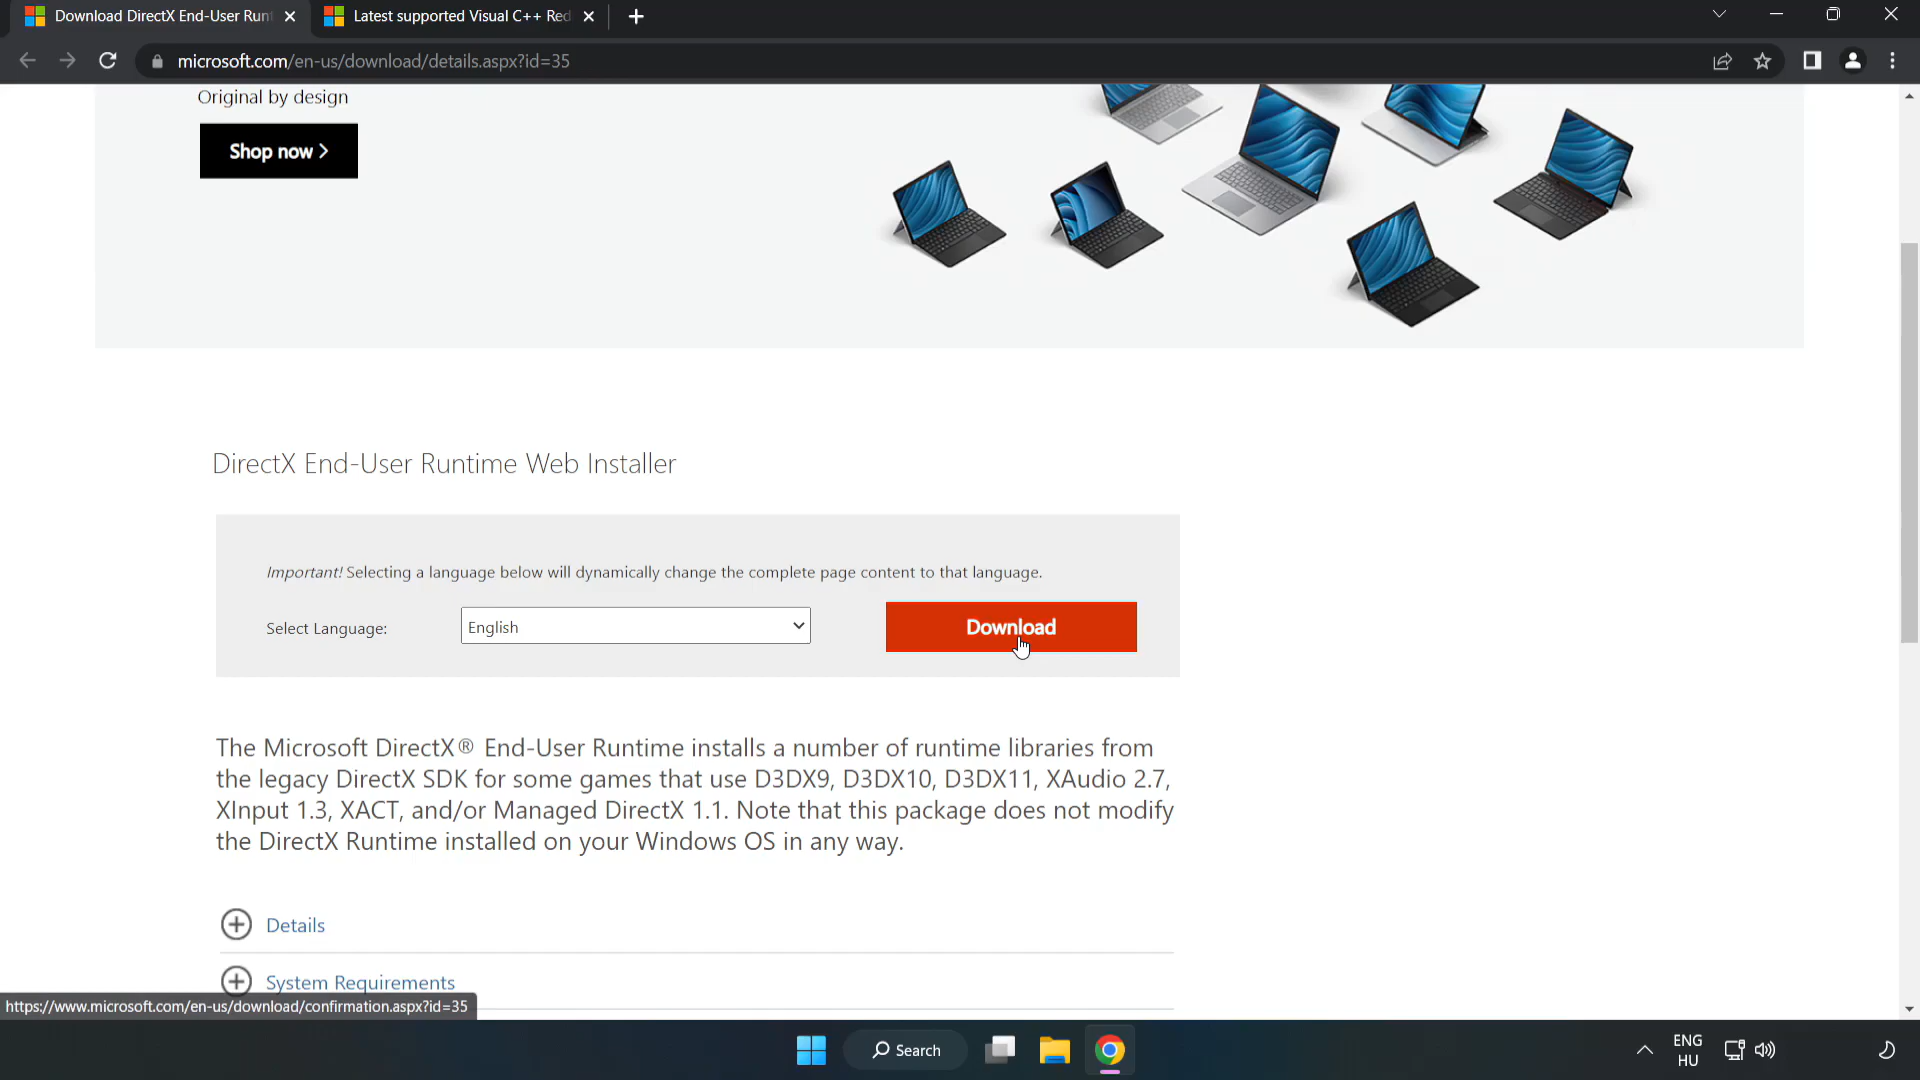 Download DirectX End-User Runt
Latest supported Visual C++ Red
microsoft.com/en-us/download/details.aspx?id=35
Original by design
Shop now
DirectX End-User Runtime Web Installer
Important! Selecting a language below will dynamically change the complete page content to that language.
Select Language:
English
Download
The Microsoft DirectX® End-User Runtime installs a number of runtime libraries from
the legacy DirectX SDK for some games that use D3DX9, D3DX10, D3DX11, XAudio 2.7,
XInput 1.3, XACT, and/or Managed DirectX 1.1. Note that this package does not modify
the DirectX Runtime installed on your Windows OS in any way.
Details
System Requirements
https://www.microsoft.com/en-us/download/confirmation.aspx?id=35
Search
ENG
HU